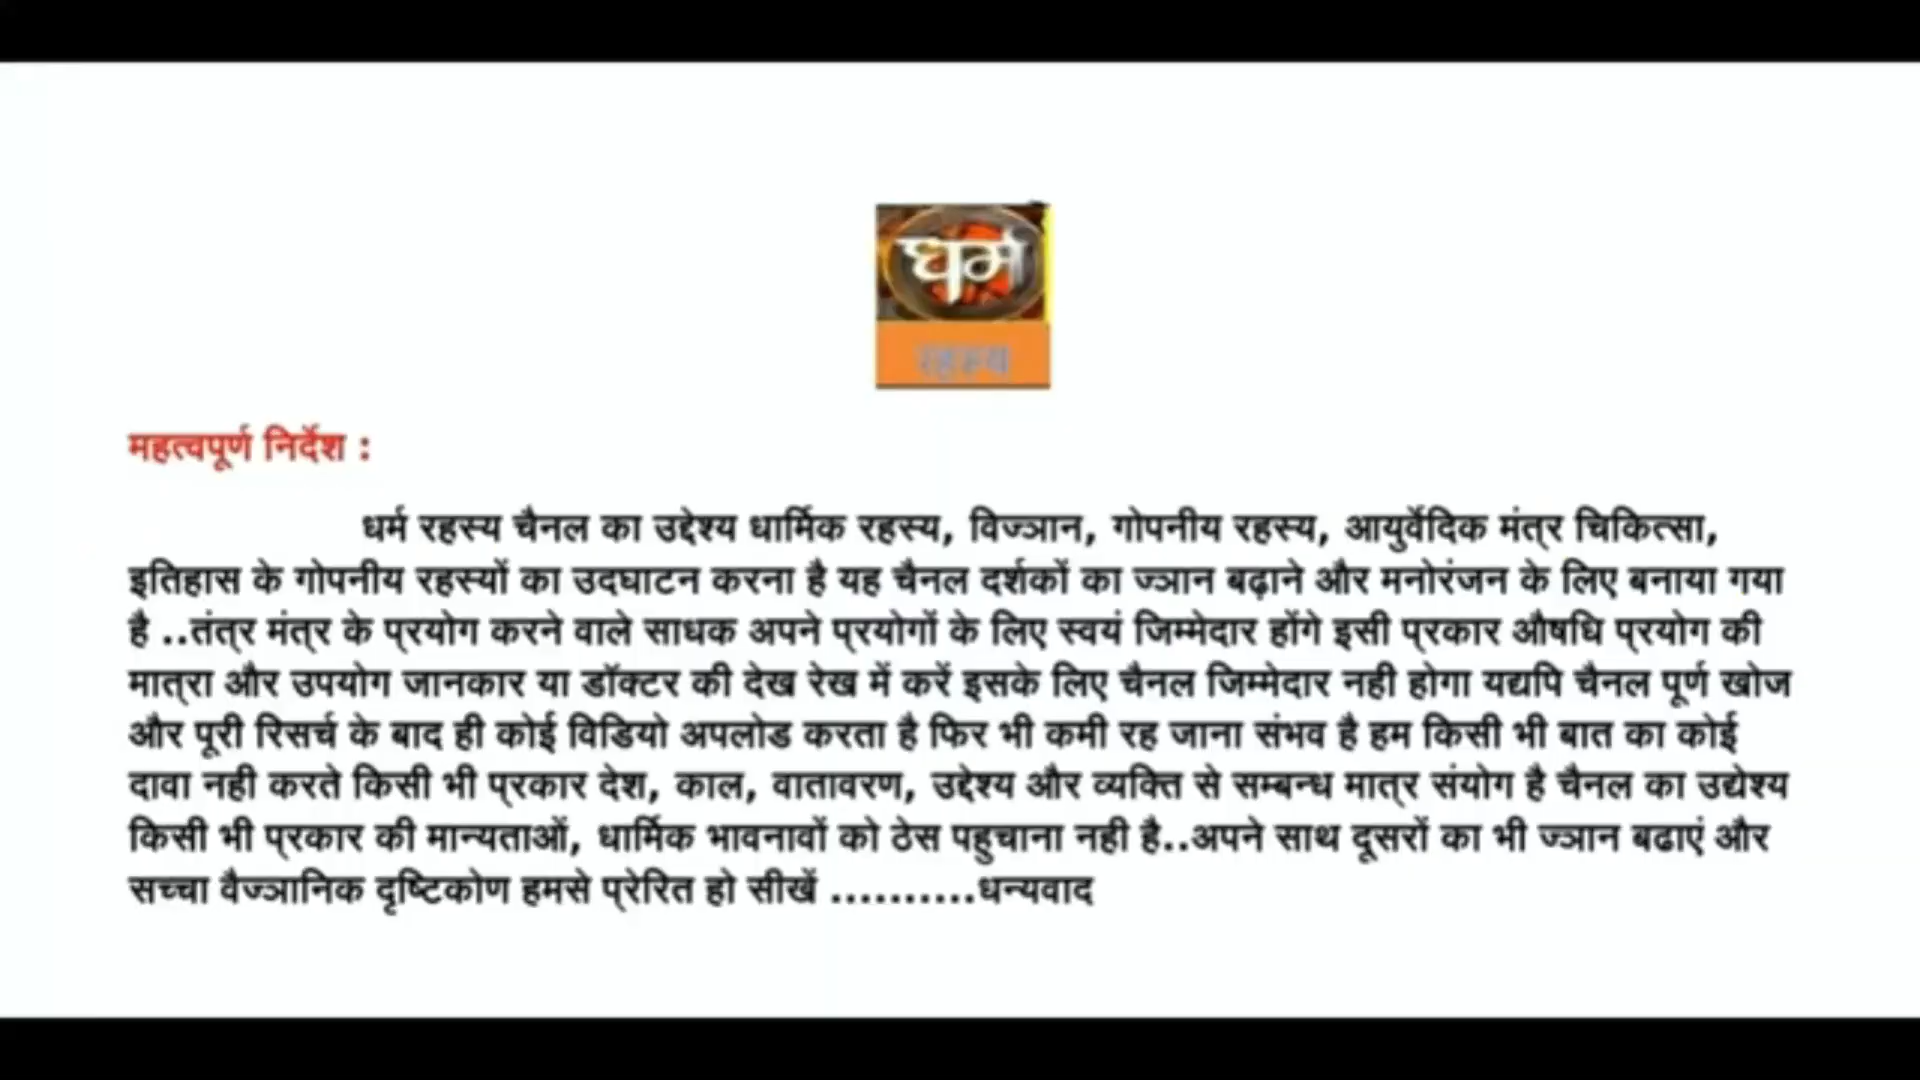 धर्म
रहस्य
महत्वपूर्ण निर्देश :
धर्म रहस्य चैनल का उद्देश्य धार्मिक रहस्य, विज्ञान, गोपनीय रहस्य, आयुर्वेदिक मंत्र चिकित्सा,
इतिहास के गोपनीय रहस्यों का उदघाटन करना है यह चैनल दर्शकों का ज्ञान बढ़ाने और मनोरंजन के लिए बनाया गया
है ..तंत्र मंत्र के प्रयोग करने वाले साधक अपने प्रयोगों के लिए स्वयं जिम्मेदार होंगे इसी प्रकार औषधि प्रयोग की
मात्रा और उपयोग जानकार या डॉक्टर की देख रेख में करें इसके लिए चैनल जिम्मेदार नही होगा यद्यपि चैनल पूर्ण खोज
और पूरी रिसर्च के बाद ही कोई विडियो अपलोड करता है फिर भी कमी रह जाना संभव है हम किसी भी बात का कोई
दावा नही करते किसी भी प्रकार देश, काल, वातावरण, उद्देश्य और व्यक्ति से सम्बन्ध मात्र संयोग है चैनल का उद्येश्य
किसी भी प्रकार की मान्यताओं, धार्मिक भावनावों को ठेस पहुचाना नही है..अपने साथ दूसरों का भी ज्ञान बढाएं और
सच्चा वैज्ञानिक दृष्टिकोण हमसे प्रेरित हो सीखें ..........धन्यवाद